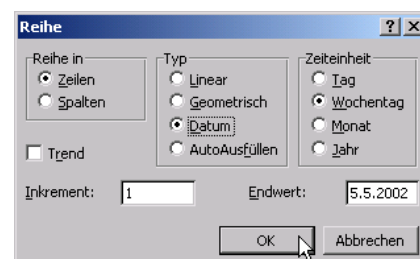 Reihe
Reihe in
Zeilen
Spalten
Trend
Typ
Linear
Geometrisch
Datum
AutoAusfüllen
Zeiteinheit
Tag
Wochentag
Monat
Jahr
Inkrement: 1 Endwert: 5.5.2002
OK Abbrechen